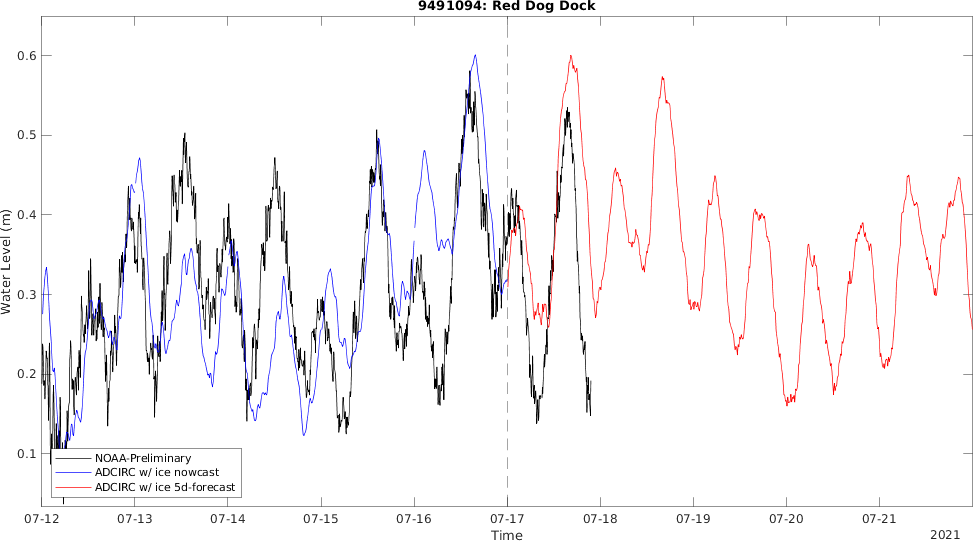 9491094: Red Dog Dock
Water Level (m)
0.6
0.5
0.4
0.3
0.2
0.1
NOAA-Preliminary
ADCIRC w/ ice nowcast
ADCIRC w/ ice 5d-forecast
07-12 07-13 07-14 07-15 07-16 07-17 07-18 07-19 07-20 07-21
Time
2021